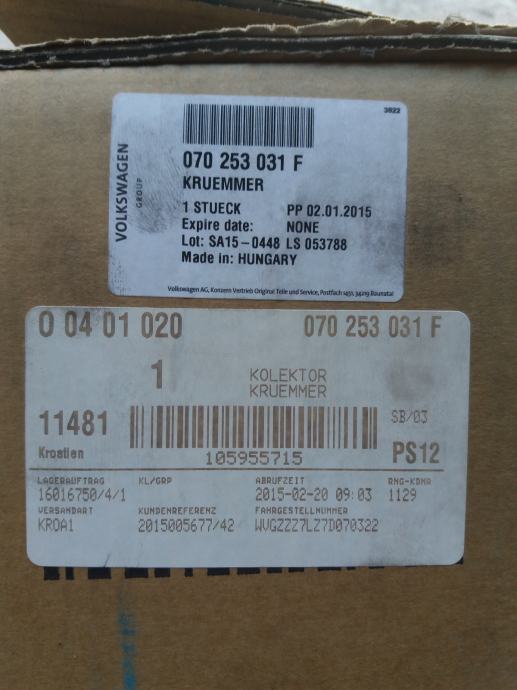 3922
VOLKSWAGEN
GROUP
070 253 031 F
KRUEMMER
1 STUECK PP 02.01.2015
Expire date: NONE
Lot: SA15-0448 LS 053788
Made in: HUNGARY
Volkswagen AG, Konzern Vertrieb Original Teile und Service, Postfach 1451, 34219 Baunatal
0 04 01 020 070 253 031 F
1 KOLEKTOR
KRUEMMER
11481 SB/03
Kroatien 105955715 PS12
LAGERAUFTRAG KL/GRP ABRUFZEIT RNG-KDNR
16016750/4/1 2015-02-20 09:03 1129
VERSANDART KUNDENREFERENZ FAHRGESTELLNUMMER
KROA1 2015005677/42 WVGZZZ7LZ7D070322